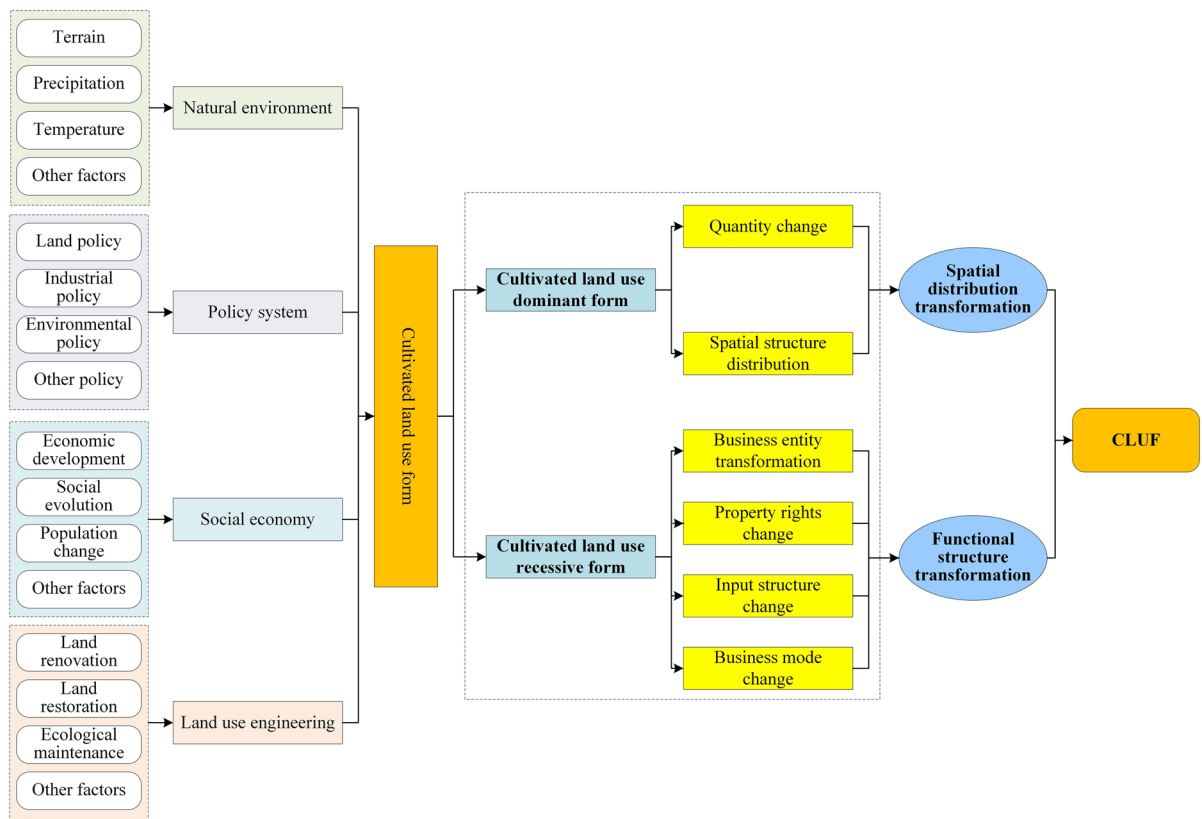 Terrain
Precipitation
Temperature
Other factors
Natural environment
Land policy
Industrial
policy
Environmental
policy
Other policy
Policy system
Economic
development
Social
evolution
Population
change
Other factors
Social economy
Land
renovation
Land
restoration
Ecological
maintenance
Other factors
Land use engineering
Cultivated land use form
Cultivated land use
dominant form
Cultivated land use
recessive form
Quantity change
Spatial structure
distribution
Business entity
transformation
Property rights
change
Input structure
change
Business mode
change
Spatial
distribution
transformation
Functional
structure
transformation
CLUF